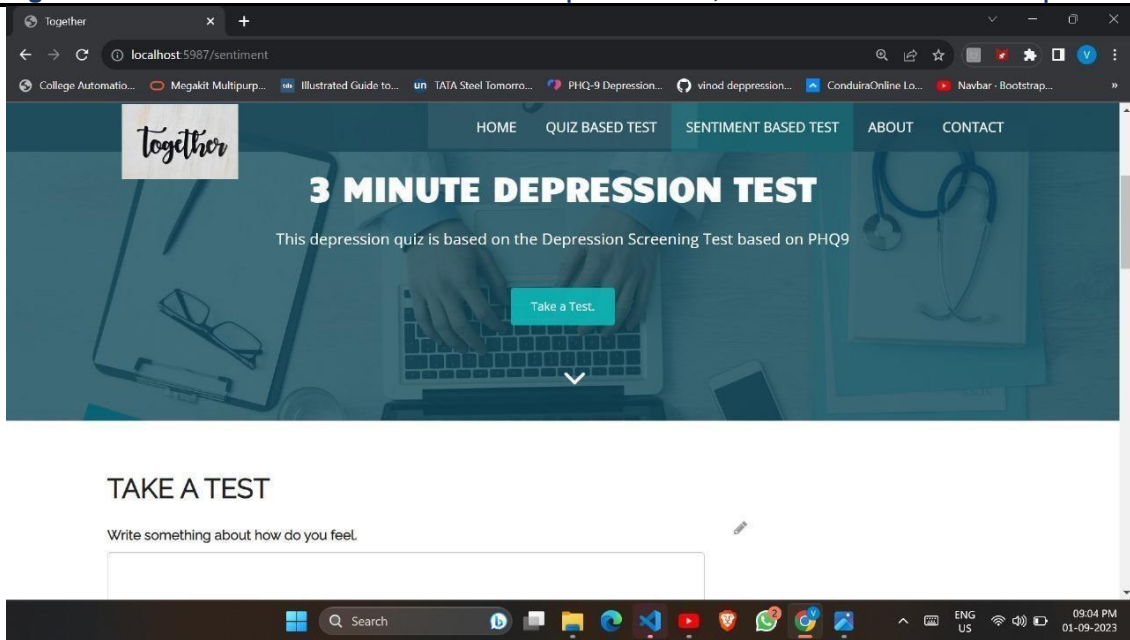 Together
localhost:5987/sentiment
V
College Automatio...
Megakit Multipurp...
Illustrated Guide to...
un TATA Steel Tomorro...
PHQ-9 Depression...
vinod deppression...
ConduiraOnline Lo...
Navbar · Bootstrap...
»
Together
HOME
QUIZ BASED TEST
SENTIMENT BASED TEST
ABOUT
CONTACT
3 MINUTE DEPRESSION TEST
This depression quiz is based on the Depression Screening Test based on PHQ9
Take a Test.
TAKE A TEST
Write something about how do you feel.
Search
2
V
ENG
US
09:04 PM
01-09-2023